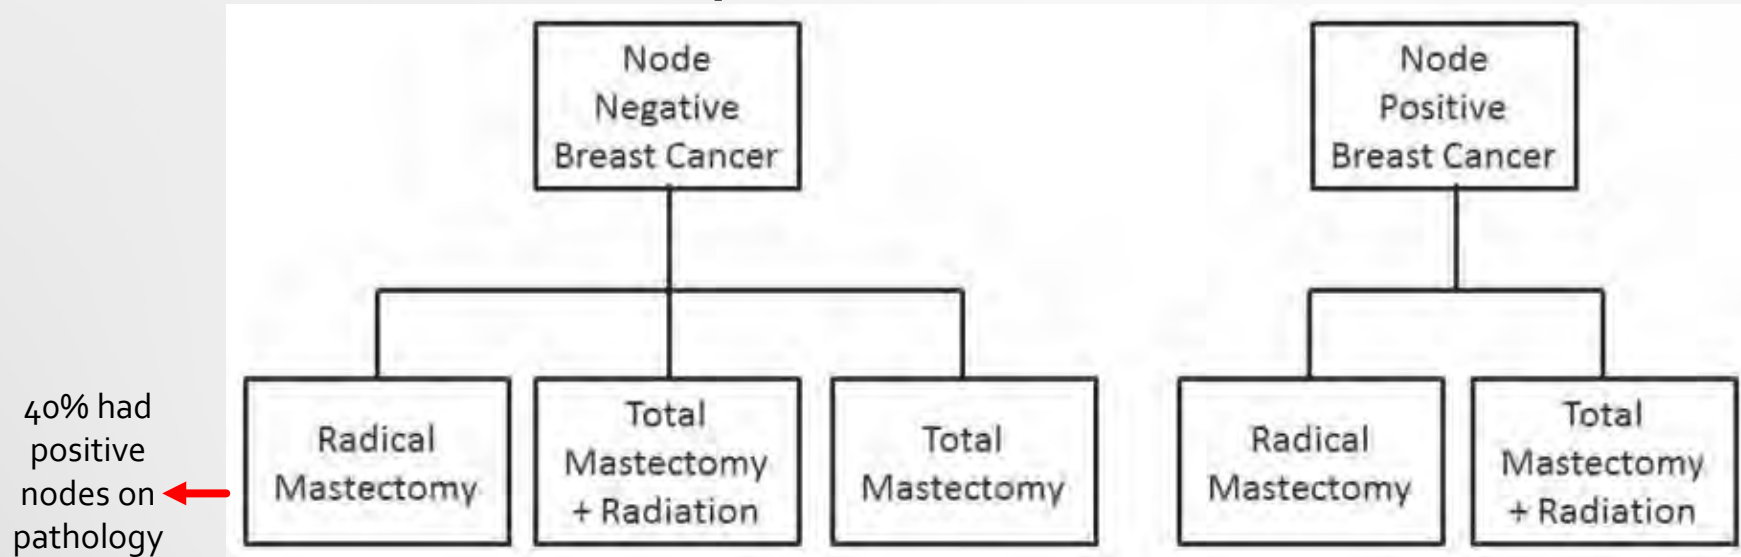 Node
Negative
Breast Cancer
Node
Positive
Breast Cancer
40% had
positive
nodes on
pathology
Radical
Mastectomy
Total
Mastectomy
+ Radiation
Total
Mastectomy
Radical
Mastectomy
Total
Mastectomy
+ Radiation